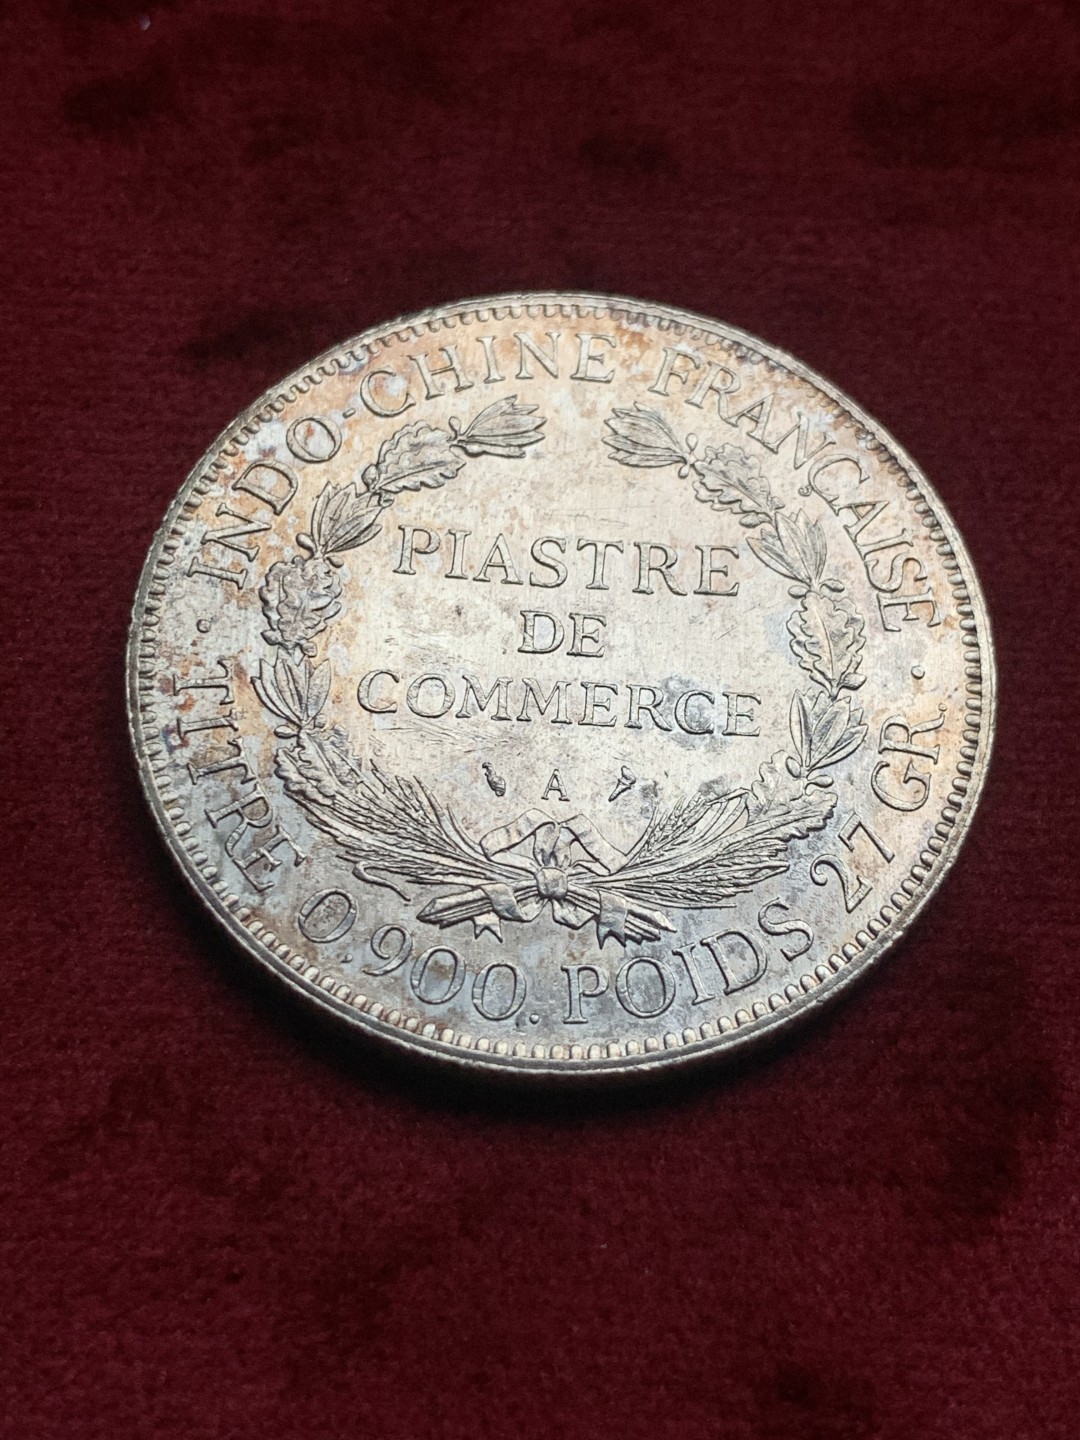 INDO-CHINE FRANÇAISE
PIASTRE
DE
COMMERCE
A
TITRE 0,900. POIDS 27 GR.